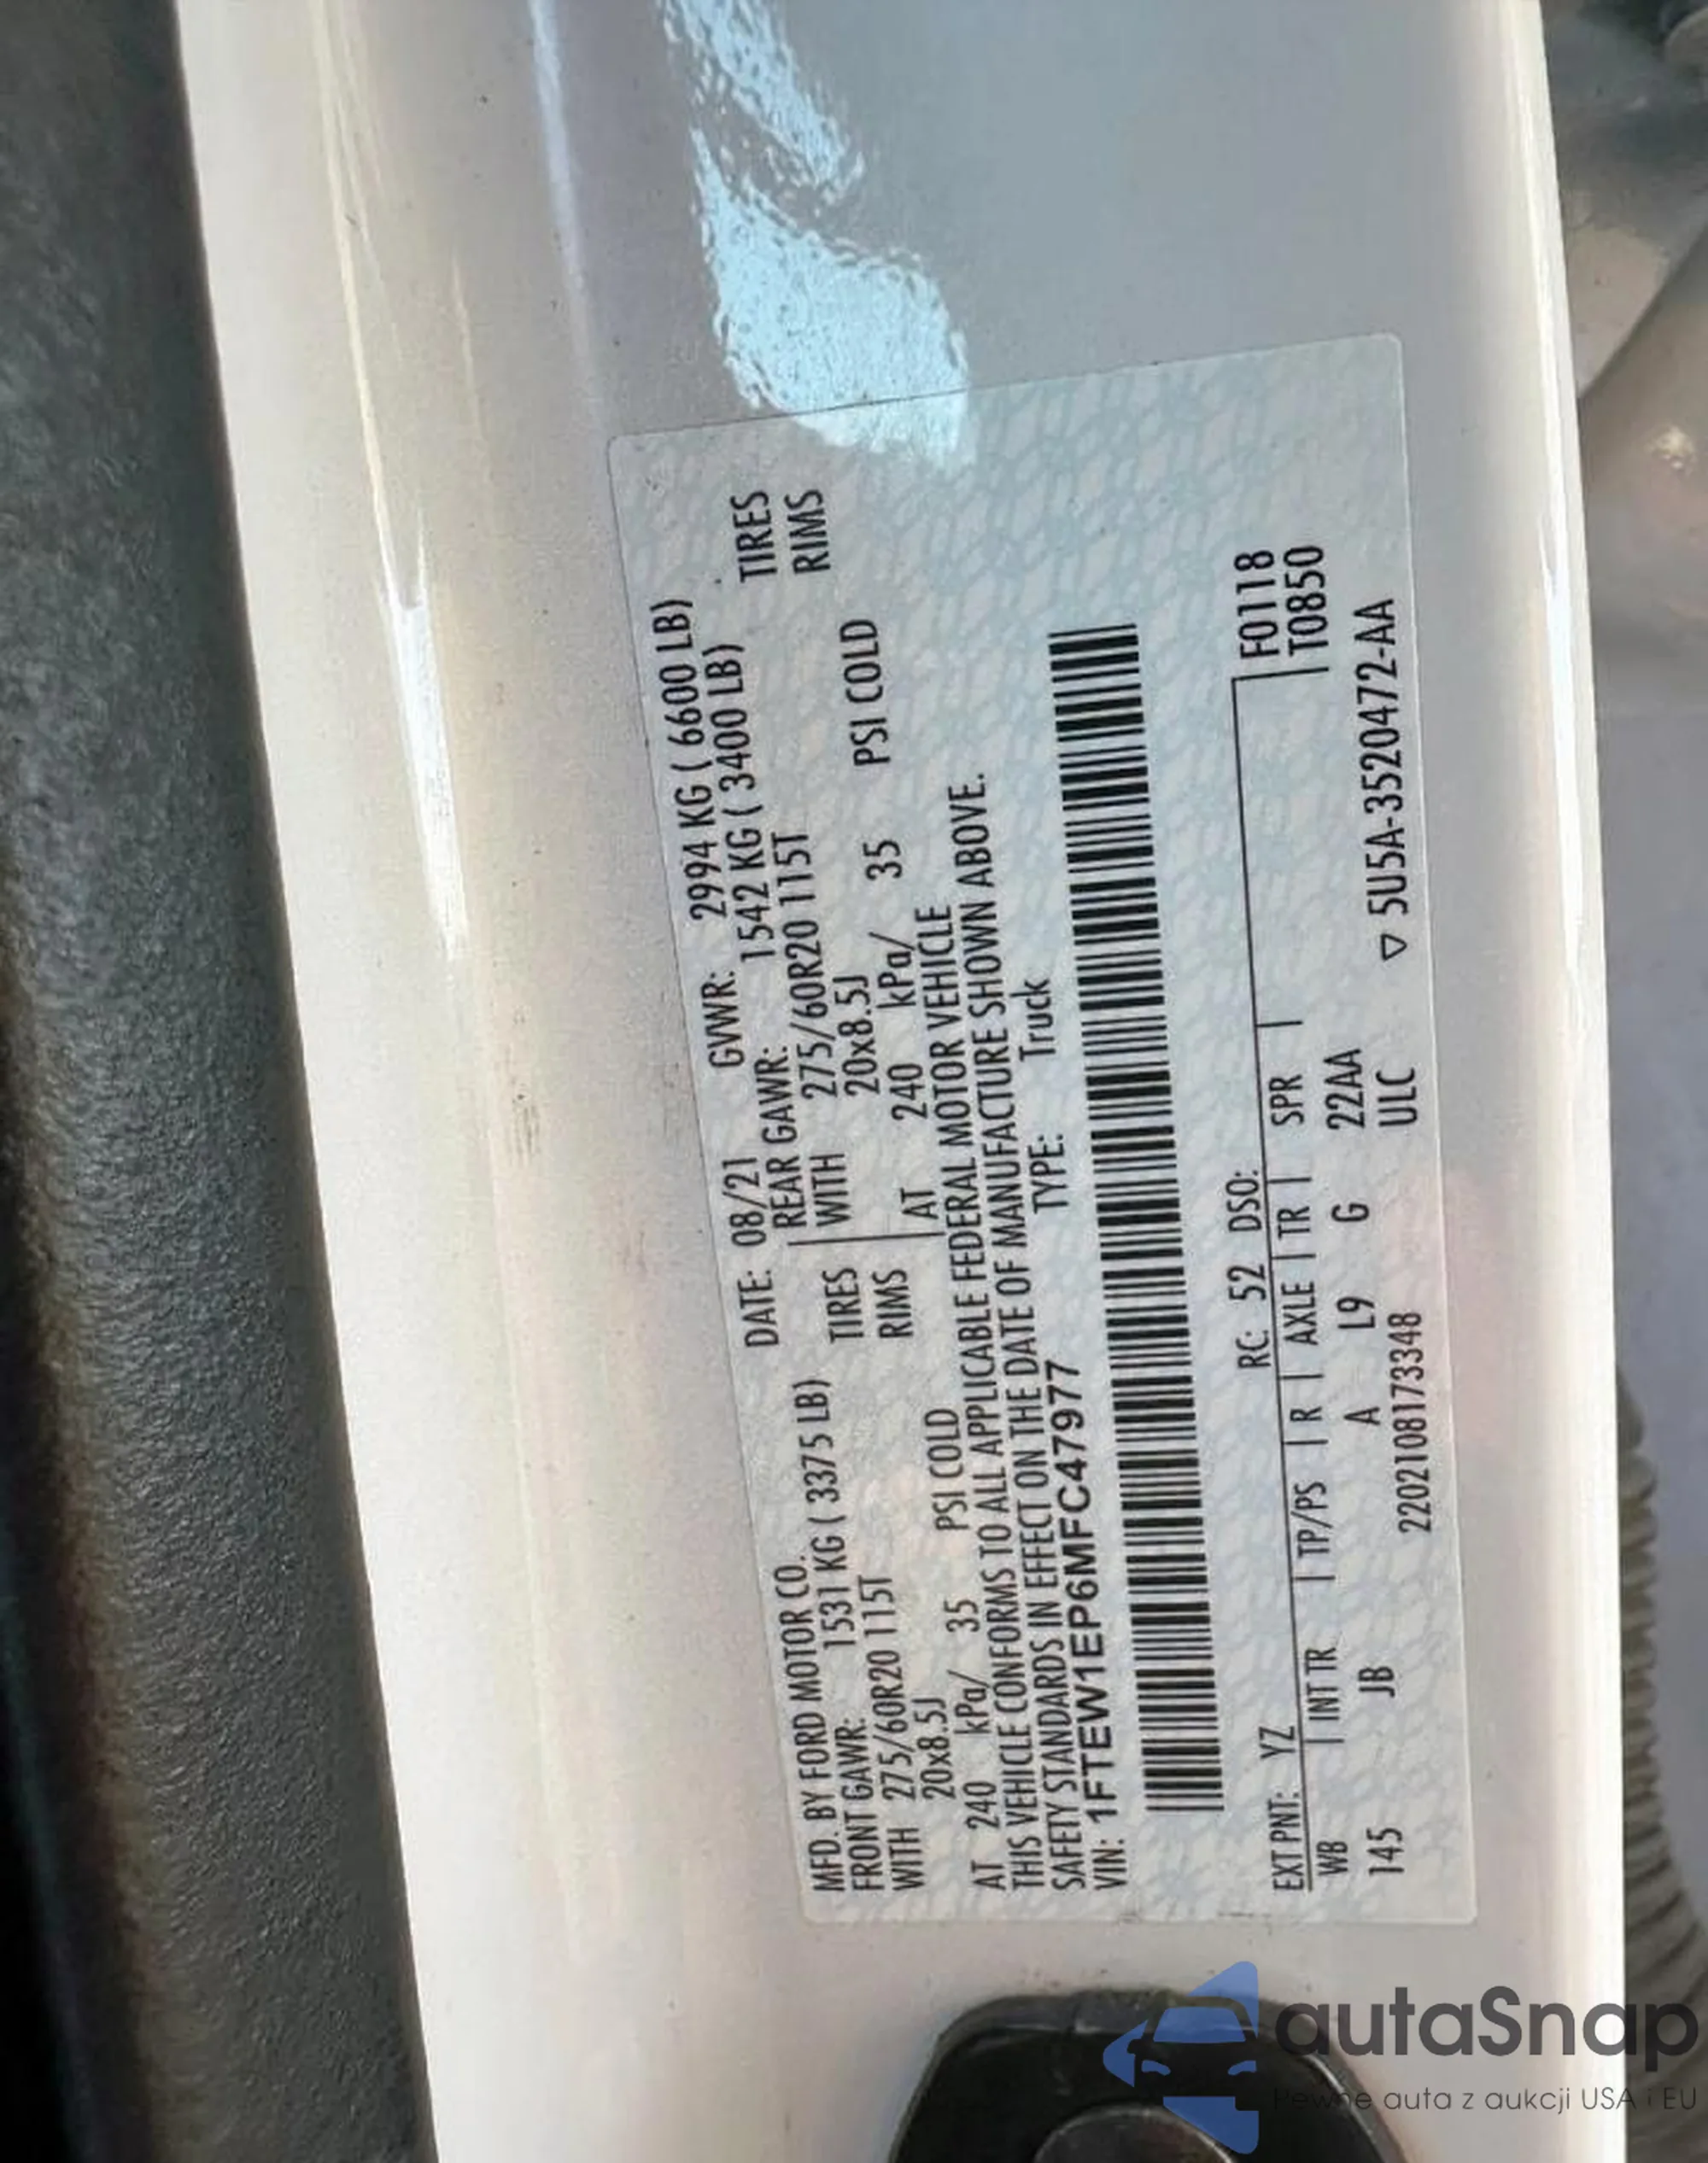 MFD. BY FORD MOTOR CO. DATE: 08/21 GVWR: 2994 KG ( 6600 LB)
FRONT GAWR: 1531 KG ( 3375 LB) REAR GAWR: 1542 KG ( 3400 LB)
WITH 275/60R20 115T TIRES WITH 275/60R20 115T TIRES
20x8.5J RIMS 20x8.5J RIMS
AT 240 kPa/ 35 PSI COLD AT 240 kPa/ 35 PSI COLD
THIS VEHICLE CONFORMS TO ALL APPLICABLE FEDERAL MOTOR VEHICLE
SAFETY STANDARDS IN EFFECT ON THE DATE OF MANUFACTURE SHOWN ABOVE.
VIN: 1FTEW1EP6MFC47977 TYPE: Truck
EXT PNT: YZ RC: 52 DSO: F0118
WB | INT TR | TP/PS | R | AXLE | TR | SPR | T0850
145 JB A L9 G 22AA
2202108173348 ULC ▽ 5U5A-3520472-AA
autaSnap
Pewne auta z aukcji USA i EU